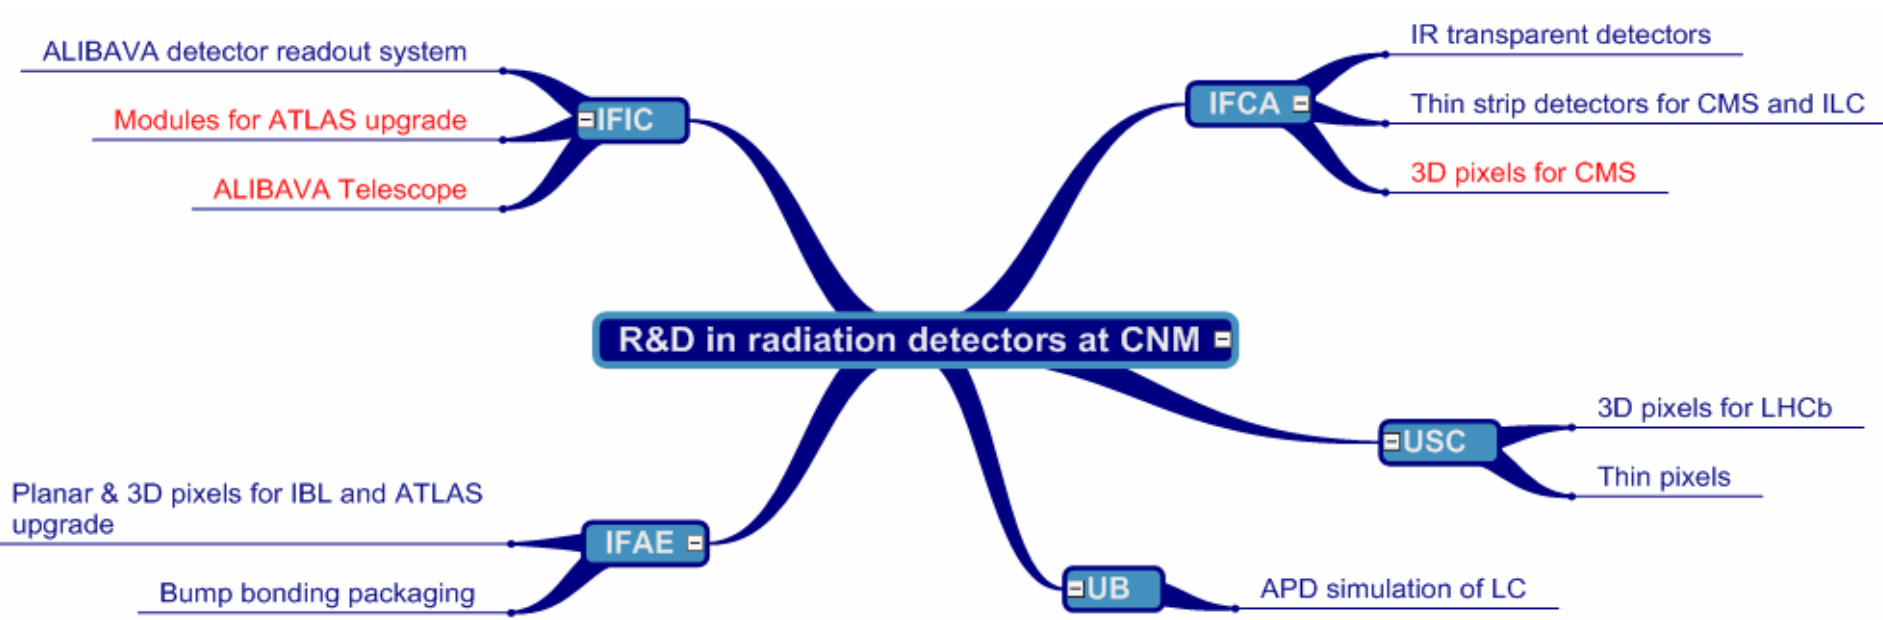 ALIBAVA detector readout system
Modules for ATLAS upgrade
ALIBAVA Telescope
IFIC
IFCA
IR transparent detectors
Thin strip detectors for CMS and ILC
3D pixels for CMS
R&D in radiation detectors at CNM
3D pixels for LHCb
USC
Thin pixels
Planar & 3D pixels for IBL and ATLAS
upgrade
IFAE
Bump bonding packaging
UB
APD simulation of LC